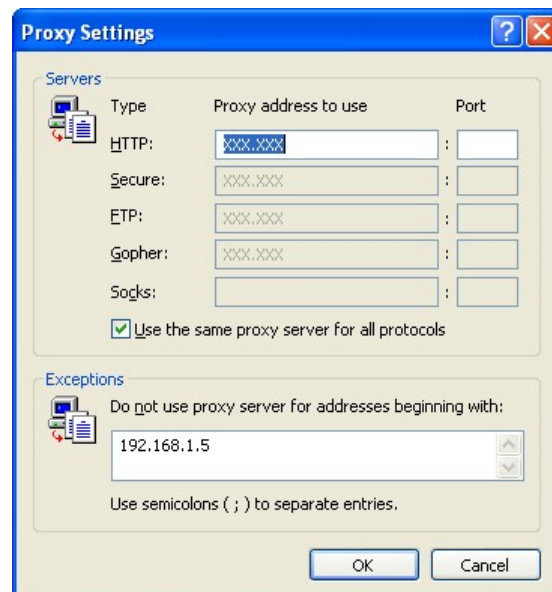 Proxy Settings
Servers
Type Proxy address to use Port
HTTP: xxx.xxx :
Secure: xxx.xxx :
FTP: xxx.xxx :
Gopher: xxx.xxx :
Socks: :
Use the same proxy server for all protocols
Exceptions
Do not use proxy server for addresses beginning with:
192.168.1.5
Use semicolons ( ; ) to separate entries.
OK Cancel